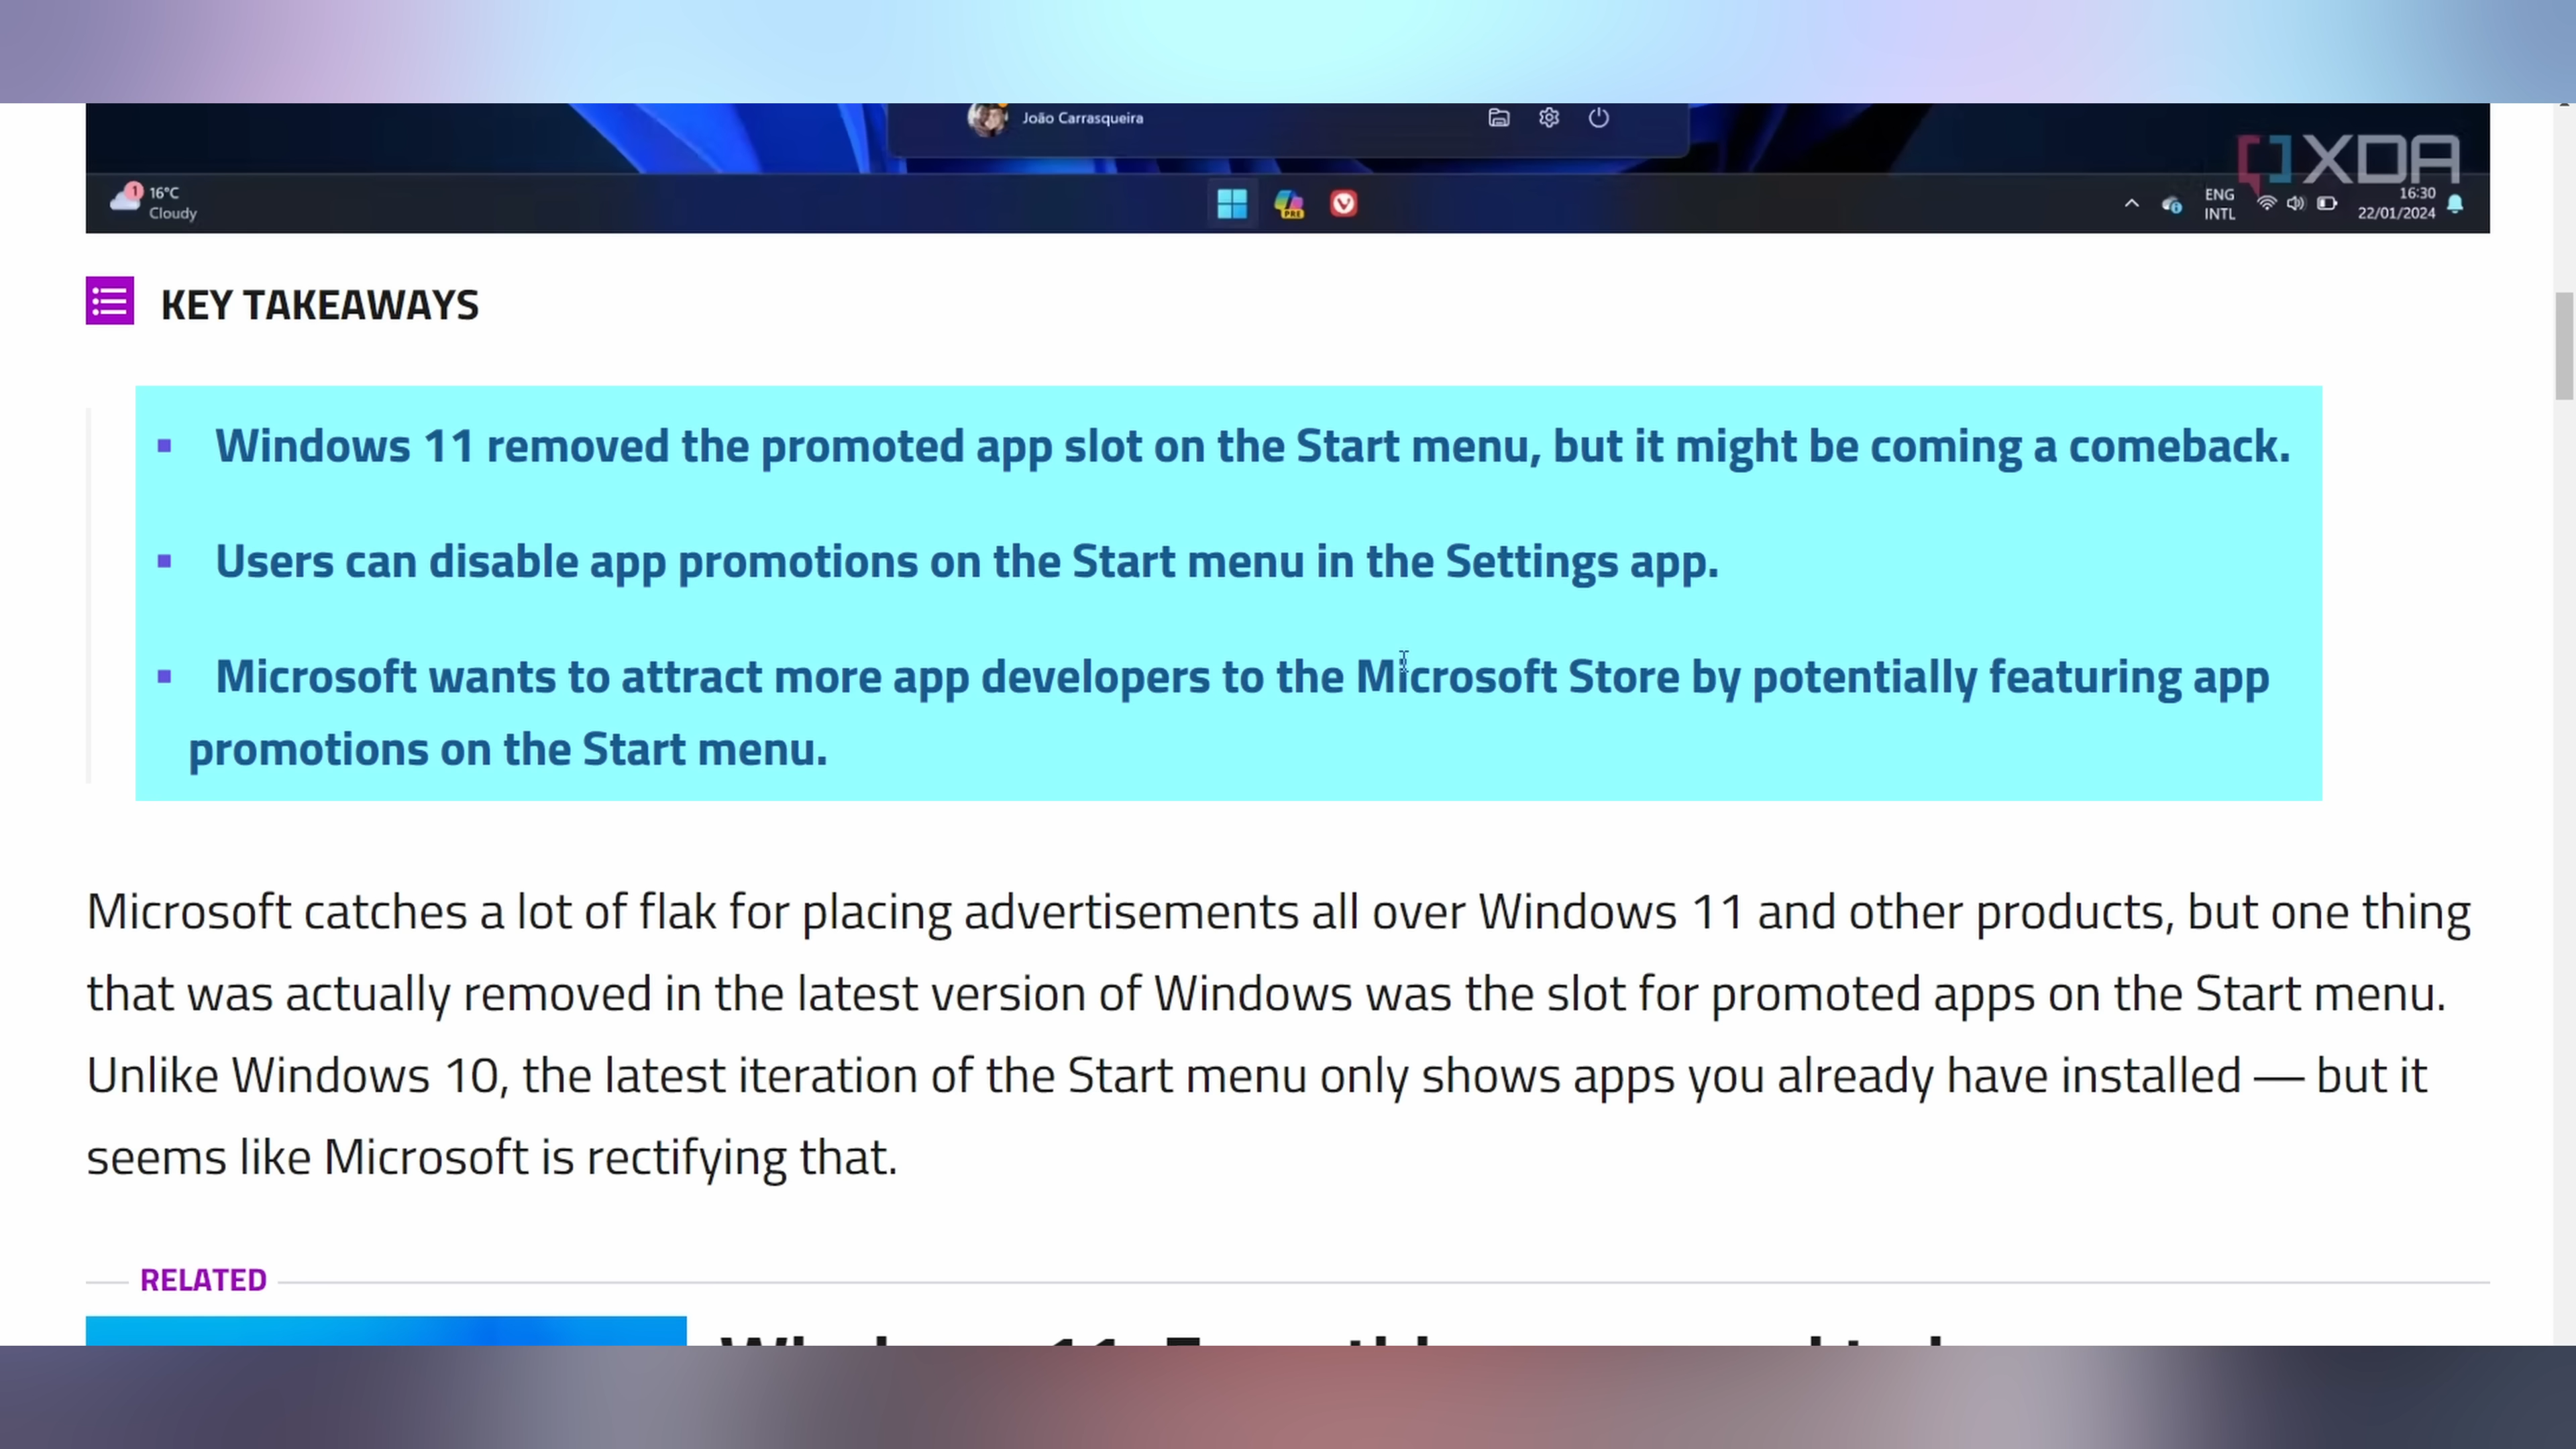 João Carrasqueira
XDA
1
16°C
Cloudy
PRE
ENG
INTL
16:30
22/01/2024
KEY TAKEAWAYS
▪ Windows 11 removed the promoted app slot on the Start menu, but it might be coming a comeback.
▪ Users can disable app promotions on the Start menu in the Settings app.
▪ Microsoft wants to attract more app developers to the Microsoft Store by potentially featuring app
promotions on the Start menu.
Microsoft catches a lot of flak for placing advertisements all over Windows 11 and other products, but one thing
that was actually removed in the latest version of Windows was the slot for promoted apps on the Start menu.
Unlike Windows 10, the latest iteration of the Start menu only shows apps you already have installed — but it
seems like Microsoft is rectifying that.
RELATED